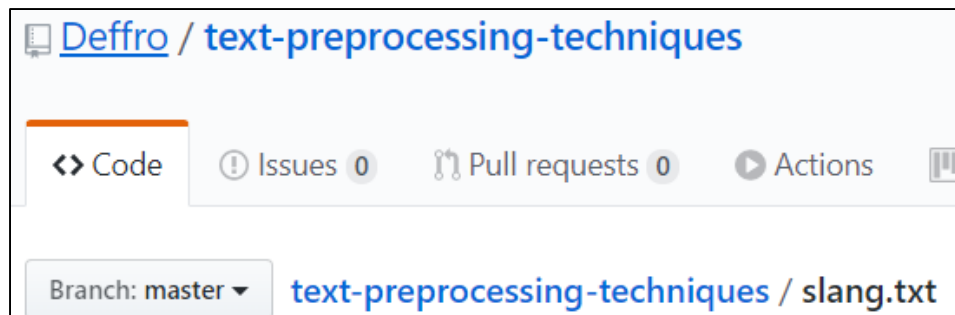 Deffro / text-preprocessing-techniques
<> Code Issues 0 Pull requests 0 Actions
Branch: master text-preprocessing-techniques / slang.txt